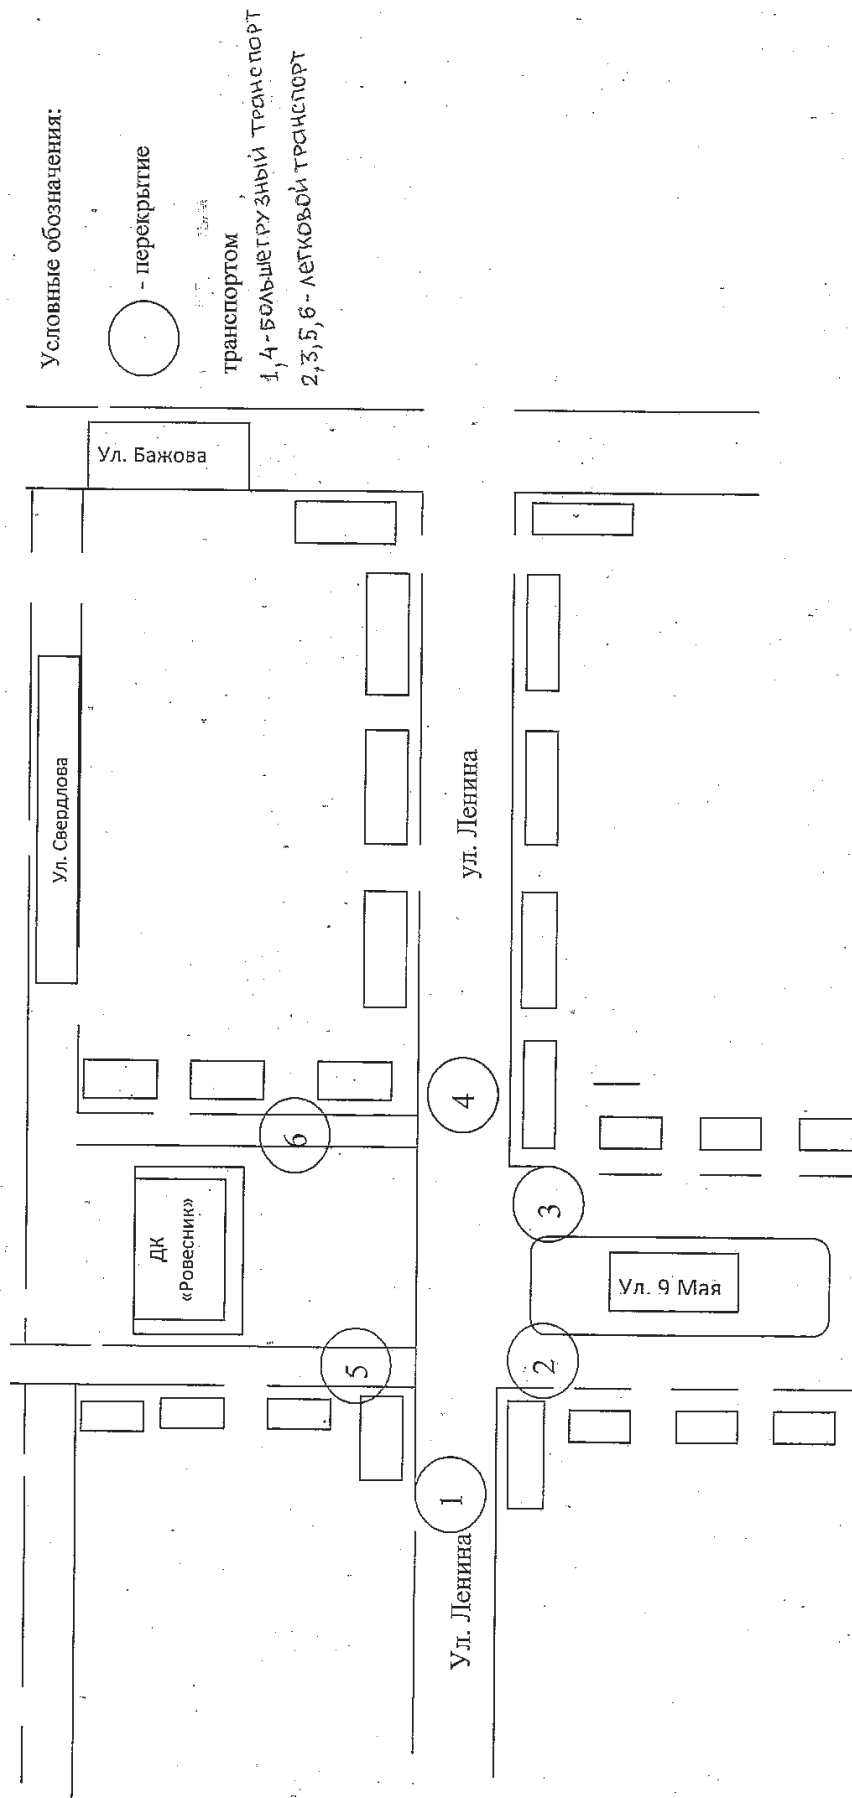 Условные обозначения:
- перекрытие
транспортом
1,4-БОЛЬШЕГРУЗНЫЙ ТРАНСПОРТ
2,3,5,6-ЛЕГКОВОЙ ТРАНСПОРТ
Ул. Бажова
Ул. Свердлова
ул. Ленина
ДК
«Ровесник»
6
4
5
3
2
1
Ул. 9 Мая
Ул. Ленина